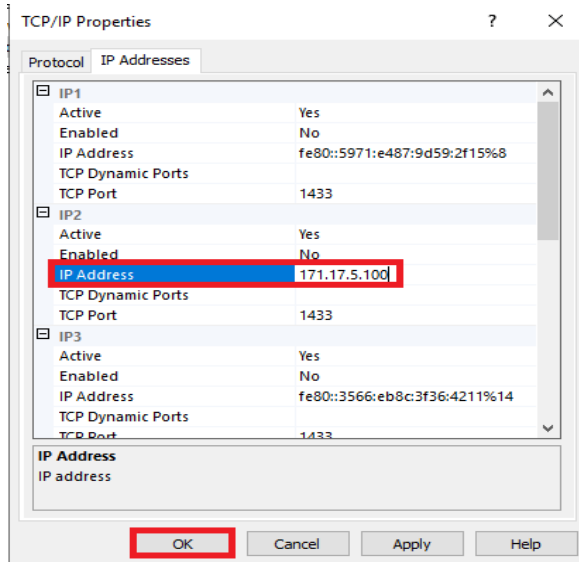 TCP/IP Properties ? ×
Protocol IP Addresses
IP1
Active Yes
Enabled No
IP Address fe80::5971:e487:9d59:2f15%8
TCP Dynamic Ports
TCP Port 1433
IP2
Active Yes
Enabled No
IP Address 171.17.5.100
TCP Dynamic Ports
TCP Port 1433
IP3
Active Yes
Enabled No
IP Address fe80::3566:eb8c:3f36:4211%14
TCP Dynamic Ports
TCP Port 1433
IP Address
IP address
OK Cancel Apply Help